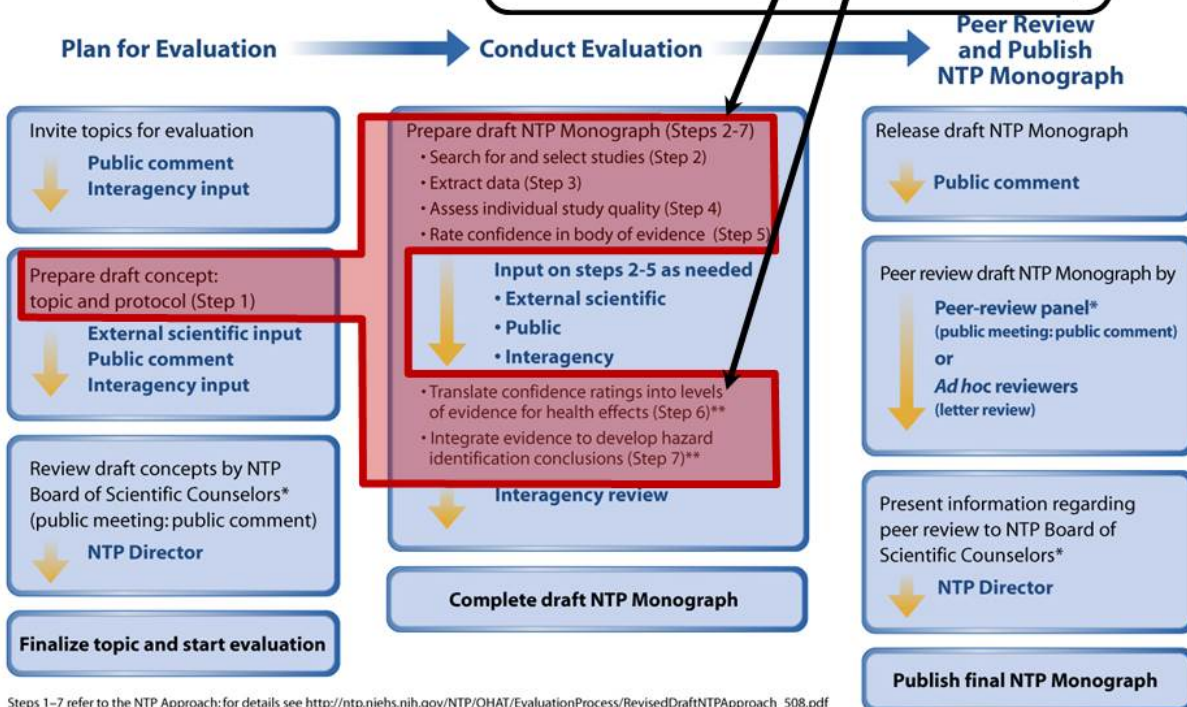 Plan for Evaluation
Conduct Evaluation
Peer Review
and Publish
NTP Monograph
Invite topics for evaluation
Public comment
Interagency input
Prepare draft concept:
topic and protocol (Step 1)
External scientific input
Public comment
Interagency input
Review draft concepts by NTP
Board of Scientific Counselors*
(public meeting: public comment)
NTP Director
Finalize topic and start evaluation
Prepare draft NTP Monograph (Steps 2-7)
• Search for and select studies (Step 2)
• Extract data (Step 3)
• Assess individual study quality (Step 4)
• Rate confidence in body of evidence (Step 5)
Input on steps 2-5 as needed
• External scientific
• Public
• Interagency
• Translate confidence ratings into levels
of evidence for health effects (Step 6)**
• Integrate evidence to develop hazard
identification conclusions (Step 7)**
Interagency review
Complete draft NTP Monograph
Release draft NTP Monograph
Public comment
Peer review draft NTP Monograph by
Peer-review panel*
(public meeting: public comment)
or
Ad hoc reviewers
(letter review)
Present information regarding
peer review to NTP Board of
Scientific Counselors*
NTP Director
Publish final NTP Monograph
Steps 1–7 refer to the NTP Approach: for details see http://ntp.niehs.nih.gov/NTP/OHAT/EvaluationProcess/RevisedDraftNTPApproach_508.pdf